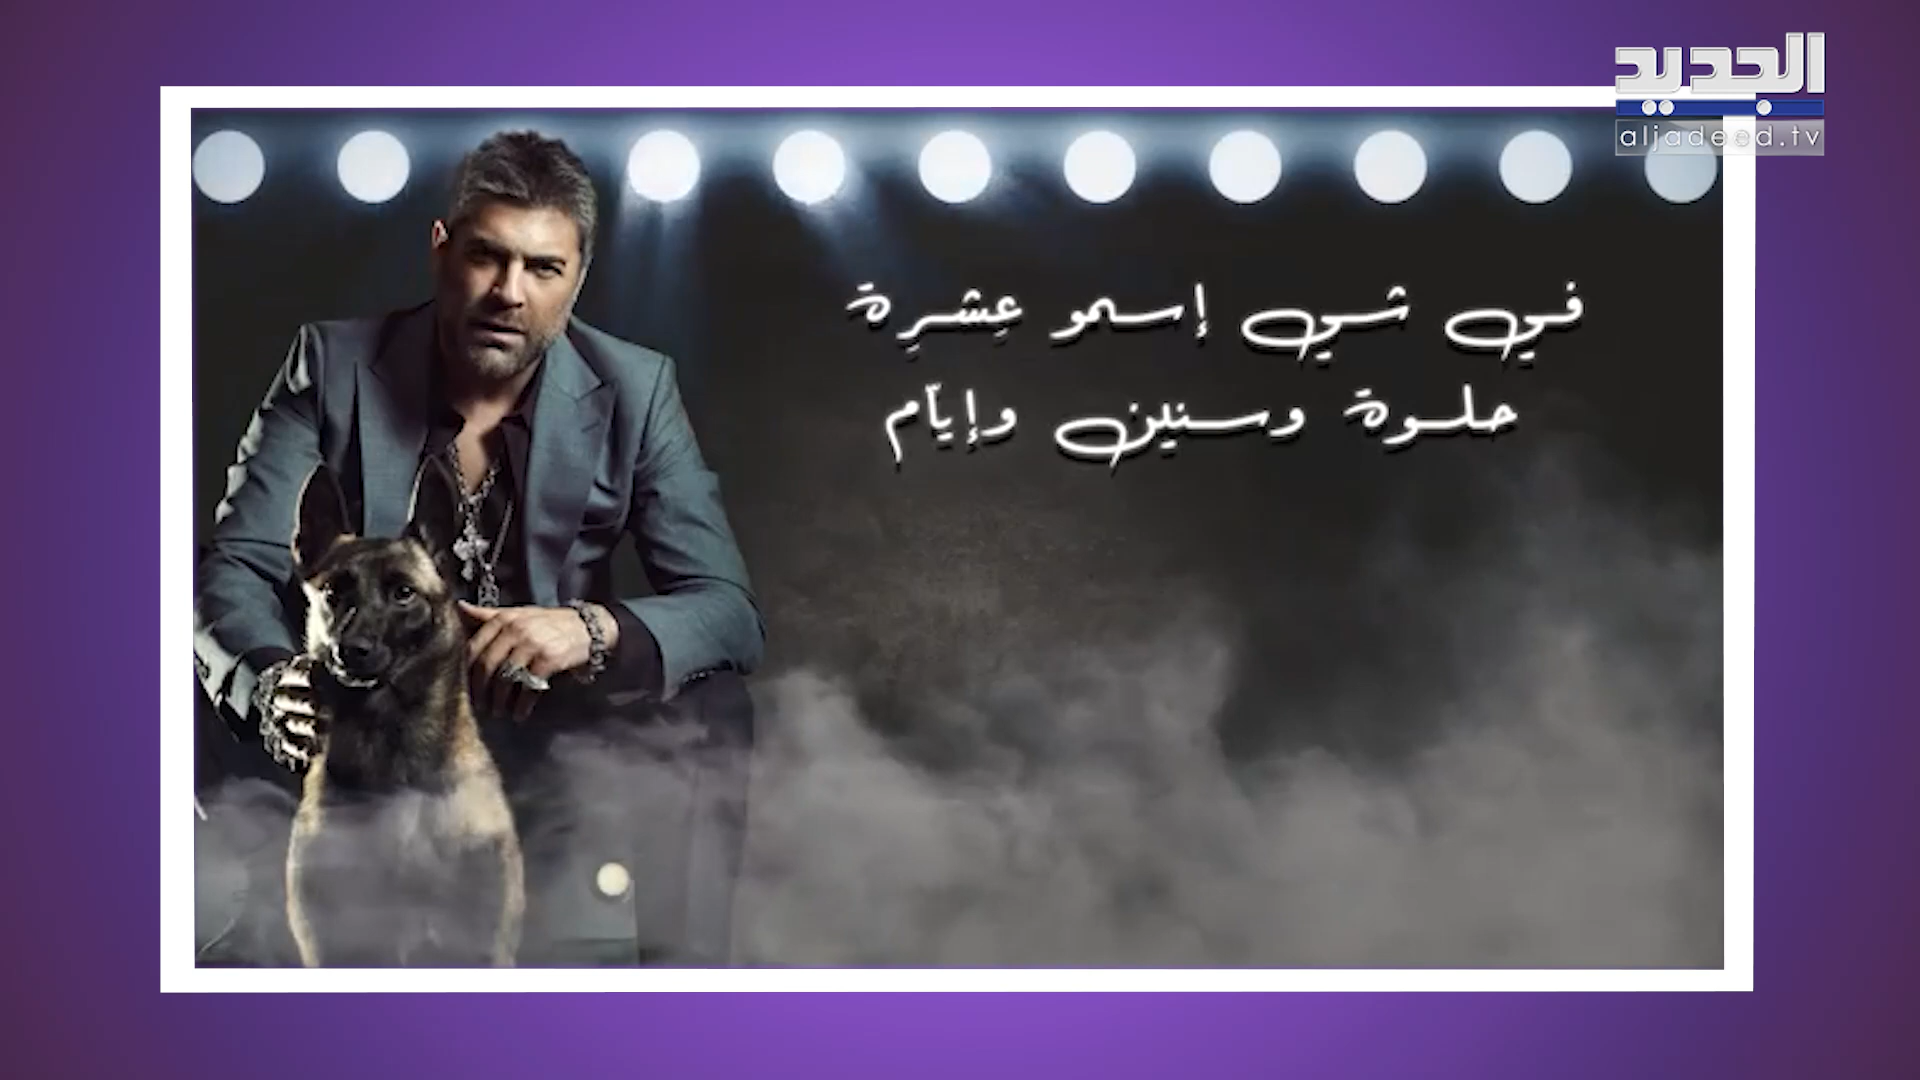 الجديد
aljadeed.tv
في شي إسمو عِشرِة
حلوة وسنين وإيّام